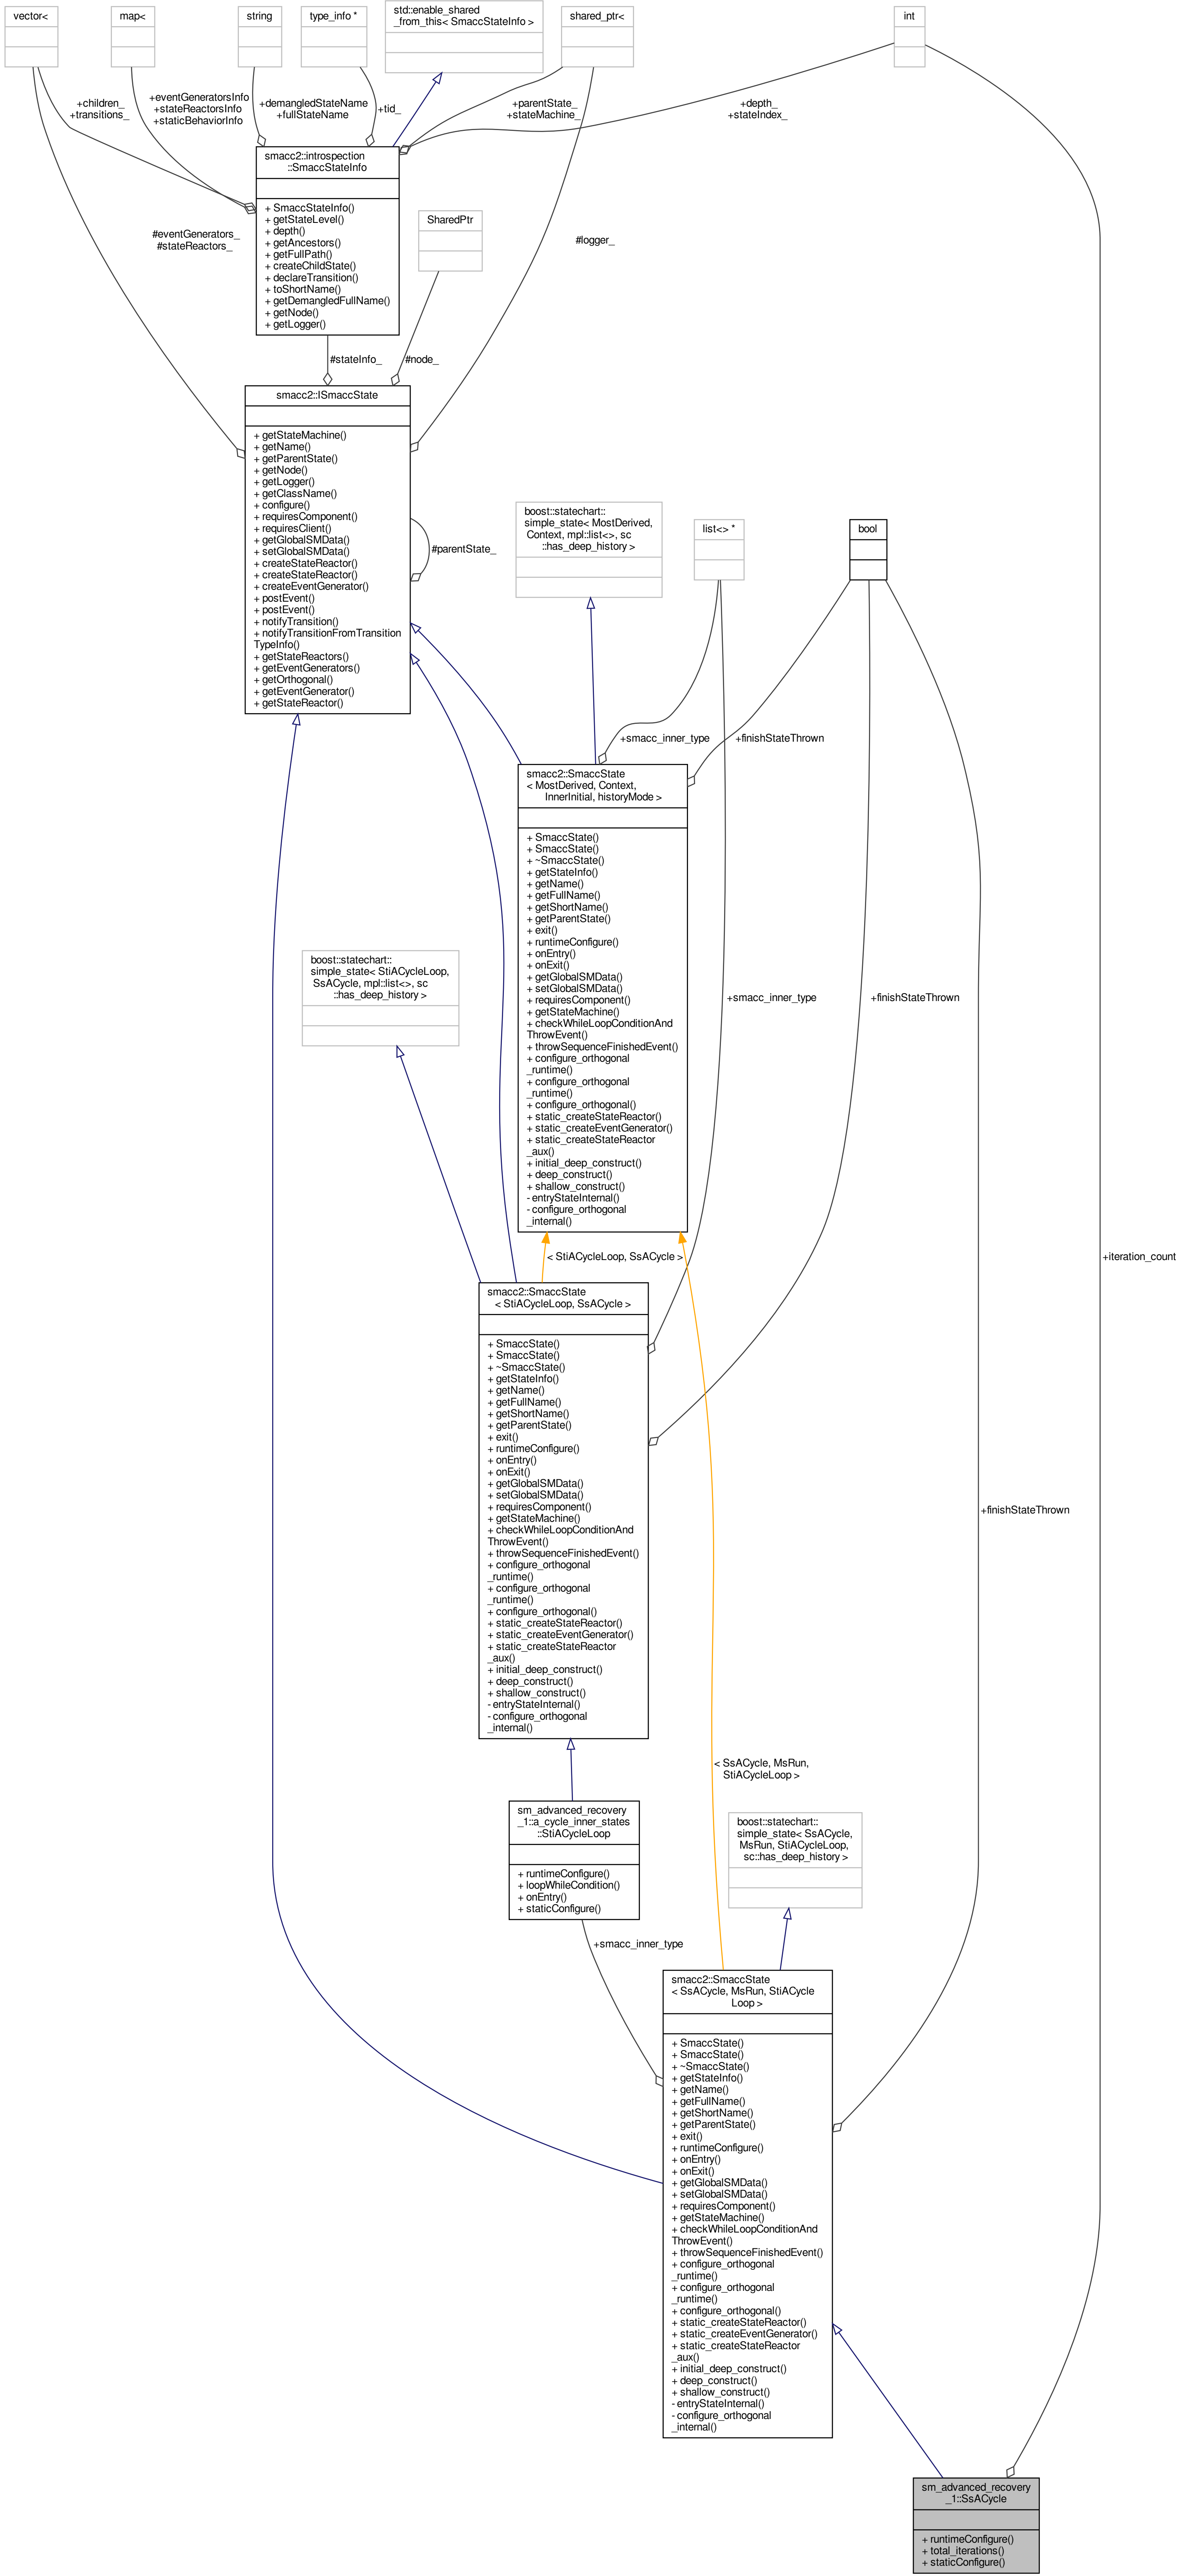 vector<
map<
string
type_info *
std::enable_shared
_from_this< SmaccStateInfo >
shared_ptr<
int
+children_
+transitions_
+eventGeneratorsInfo
+stateReactorsInfo
+staticBehaviorInfo
+demangledStateName
+fullStateName
+tid_
+parentState_
+stateMachine_
+depth_
+stateIndex_
smacc2::introspection
::SmaccStateInfo
+ SmaccStateInfo()
+ getStateLevel()
+ depth()
+ getAncestors()
+ getFullPath()
+ createChildState()
+ declareTransition()
+ toShortName()
+ getDemangledFullName()
+ getNode()
+ getLogger()
SharedPtr
#eventGenerators_
#stateReactors_
#logger_
#stateInfo_
#node_
smacc2::ISmaccState
+ getStateMachine()
+ getName()
+ getParentState()
+ getNode()
+ getLogger()
+ getClassName()
+ configure()
+ requiresComponent()
+ requiresClient()
+ getGlobalSMData()
+ setGlobalSMData()
+ createStateReactor()
+ createStateReactor()
+ createEventGenerator()
+ postEvent()
+ postEvent()
+ notifyTransition()
+ notifyTransitionFromTransition
TypeInfo()
+ getStateReactors()
+ getEventGenerators()
+ getOrthogonal()
+ getEventGenerator()
+ getStateReactor()
#parentState_
boost::statechart::
simple_state< MostDerived,
Context, mpl::list<>, sc
::has_deep_history >
list<> *
bool
+smacc_inner_type
+finishStateThrown
smacc2::SmaccState
< MostDerived, Context,
InnerInitial, historyMode >
+ SmaccState()
+ SmaccState()
+ ~SmaccState()
+ getStateInfo()
+ getName()
+ getFullName()
+ getShortName()
+ getParentState()
+ exit()
+ runtimeConfigure()
+ onEntry()
+ onExit()
+ getGlobalSMData()
+ setGlobalSMData()
+ requiresComponent()
+ getStateMachine()
+ checkWhileLoopConditionAnd
ThrowEvent()
+ throwSequenceFinishedEvent()
+ configure_orthogonal
_runtime()
+ configure_orthogonal
_runtime()
+ configure_orthogonal()
+ static_createStateReactor()
+ static_createEventGenerator()
+ static_createStateReactor
_aux()
+ initial_deep_construct()
+ deep_construct()
+ shallow_construct()
- entryStateInternal()
- configure_orthogonal
_internal()
boost::statechart::
simple_state< StiACycleLoop,
SsACycle, mpl::list<>, sc
::has_deep_history >
+smacc_inner_type
+finishStateThrown
< StiACycleLoop, SsACycle >
+iteration_count
smacc2::SmaccState
< StiACycleLoop, SsACycle >
+ SmaccState()
+ SmaccState()
+ ~SmaccState()
+ getStateInfo()
+ getName()
+ getFullName()
+ getShortName()
+ getParentState()
+ exit()
+ runtimeConfigure()
+ onEntry()
+ onExit()
+ getGlobalSMData()
+ setGlobalSMData()
+ requiresComponent()
+ getStateMachine()
+ checkWhileLoopConditionAnd
ThrowEvent()
+ throwSequenceFinishedEvent()
+ configure_orthogonal
_runtime()
+ configure_orthogonal
_runtime()
+ configure_orthogonal()
+ static_createStateReactor()
+ static_createEventGenerator()
+ static_createStateReactor
_aux()
+ initial_deep_construct()
+ deep_construct()
+ shallow_construct()
- entryStateInternal()
- configure_orthogonal
_internal()
+finishStateThrown
< SsACycle, MsRun,
StiACycleLoop >
sm_advanced_recovery
_1::a_cycle_inner_states
::StiACycleLoop
+ runtimeConfigure()
+ loopWhileCondition()
+ onEntry()
+ staticConfigure()
boost::statechart::
simple_state< SsACycle,
MsRun, StiACycleLoop,
sc::has_deep_history >
+smacc_inner_type
smacc2::SmaccState
< SsACycle, MsRun, StiACycle
Loop >
+ SmaccState()
+ SmaccState()
+ ~SmaccState()
+ getStateInfo()
+ getName()
+ getFullName()
+ getShortName()
+ getParentState()
+ exit()
+ runtimeConfigure()
+ onEntry()
+ onExit()
+ getGlobalSMData()
+ setGlobalSMData()
+ requiresComponent()
+ getStateMachine()
+ checkWhileLoopConditionAnd
ThrowEvent()
+ throwSequenceFinishedEvent()
+ configure_orthogonal
_runtime()
+ configure_orthogonal
_runtime()
+ configure_orthogonal()
+ static_createStateReactor()
+ static_createEventGenerator()
+ static_createStateReactor
_aux()
+ initial_deep_construct()
+ deep_construct()
+ shallow_construct()
- entryStateInternal()
- configure_orthogonal
_internal()
sm_advanced_recovery
_1::SsACycle
+ runtimeConfigure()
+ total_iterations()
+ staticConfigure()